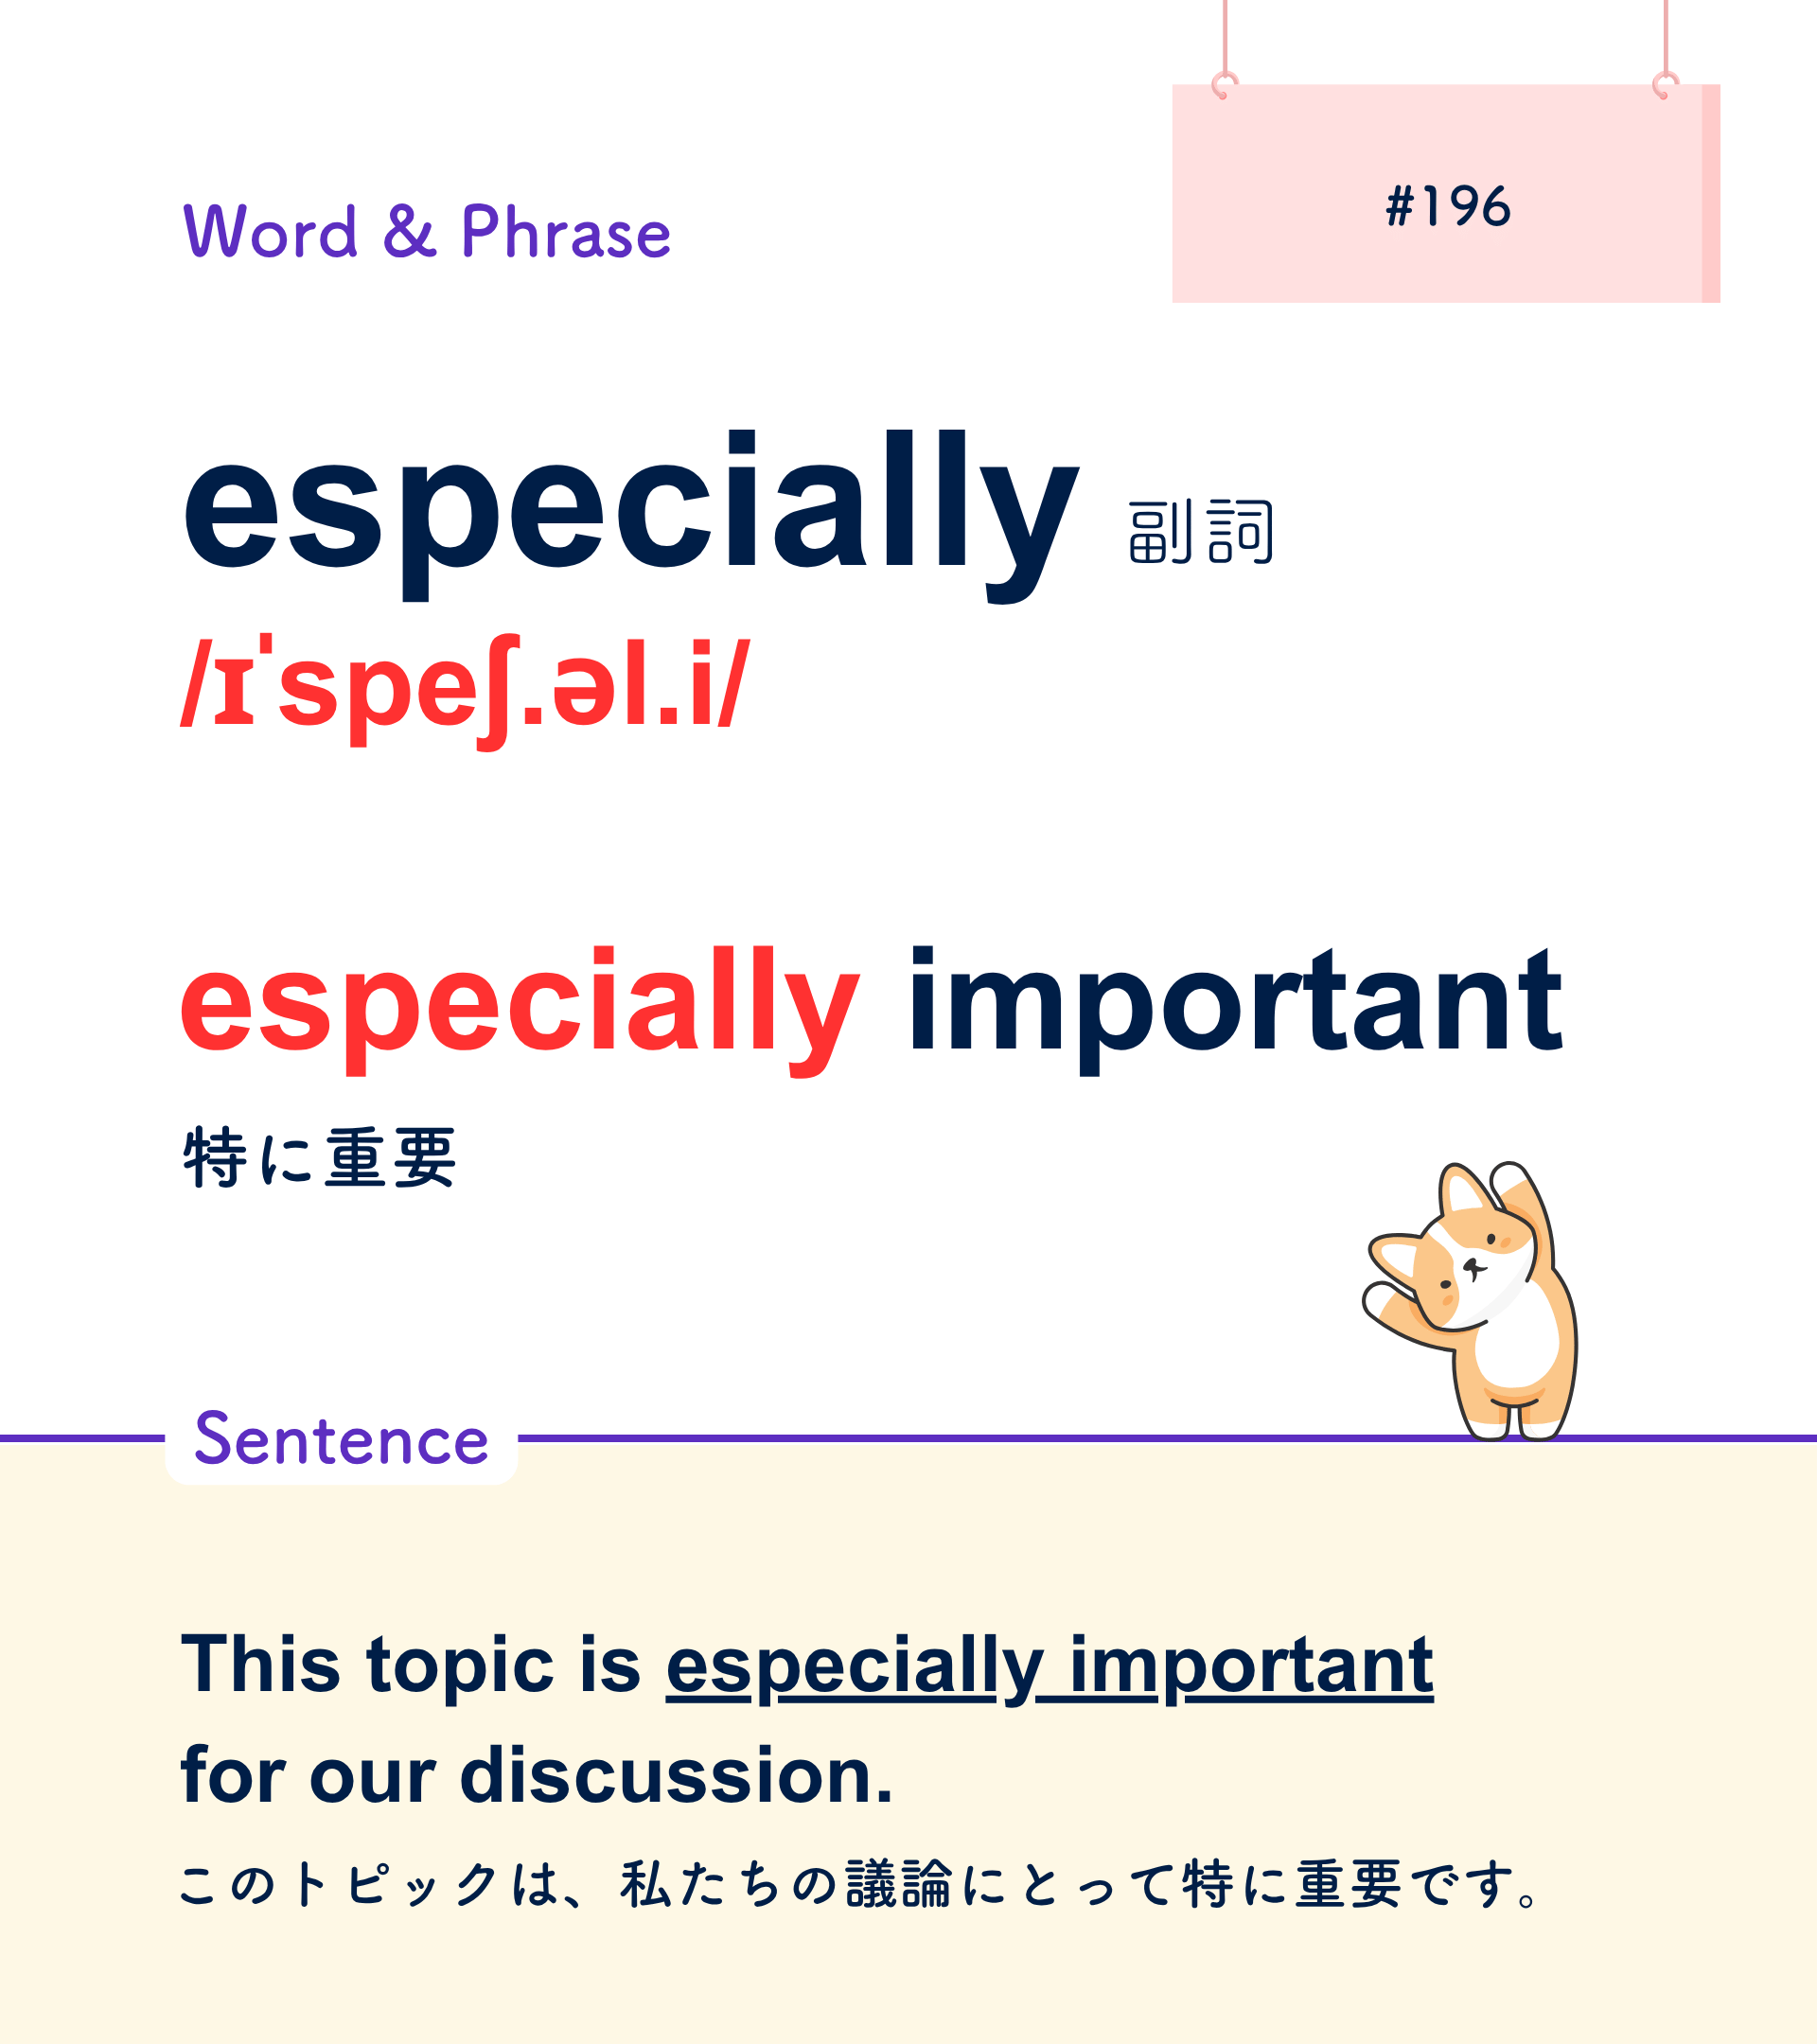 Word & Phrase
#196
especially 副詞
/ɪˈspeʃ.əl.i/
especially important
特に重要
Sentence
This topic is especially important
for our discussion.
このトピックは、私たちの議論にとって特に重要です。